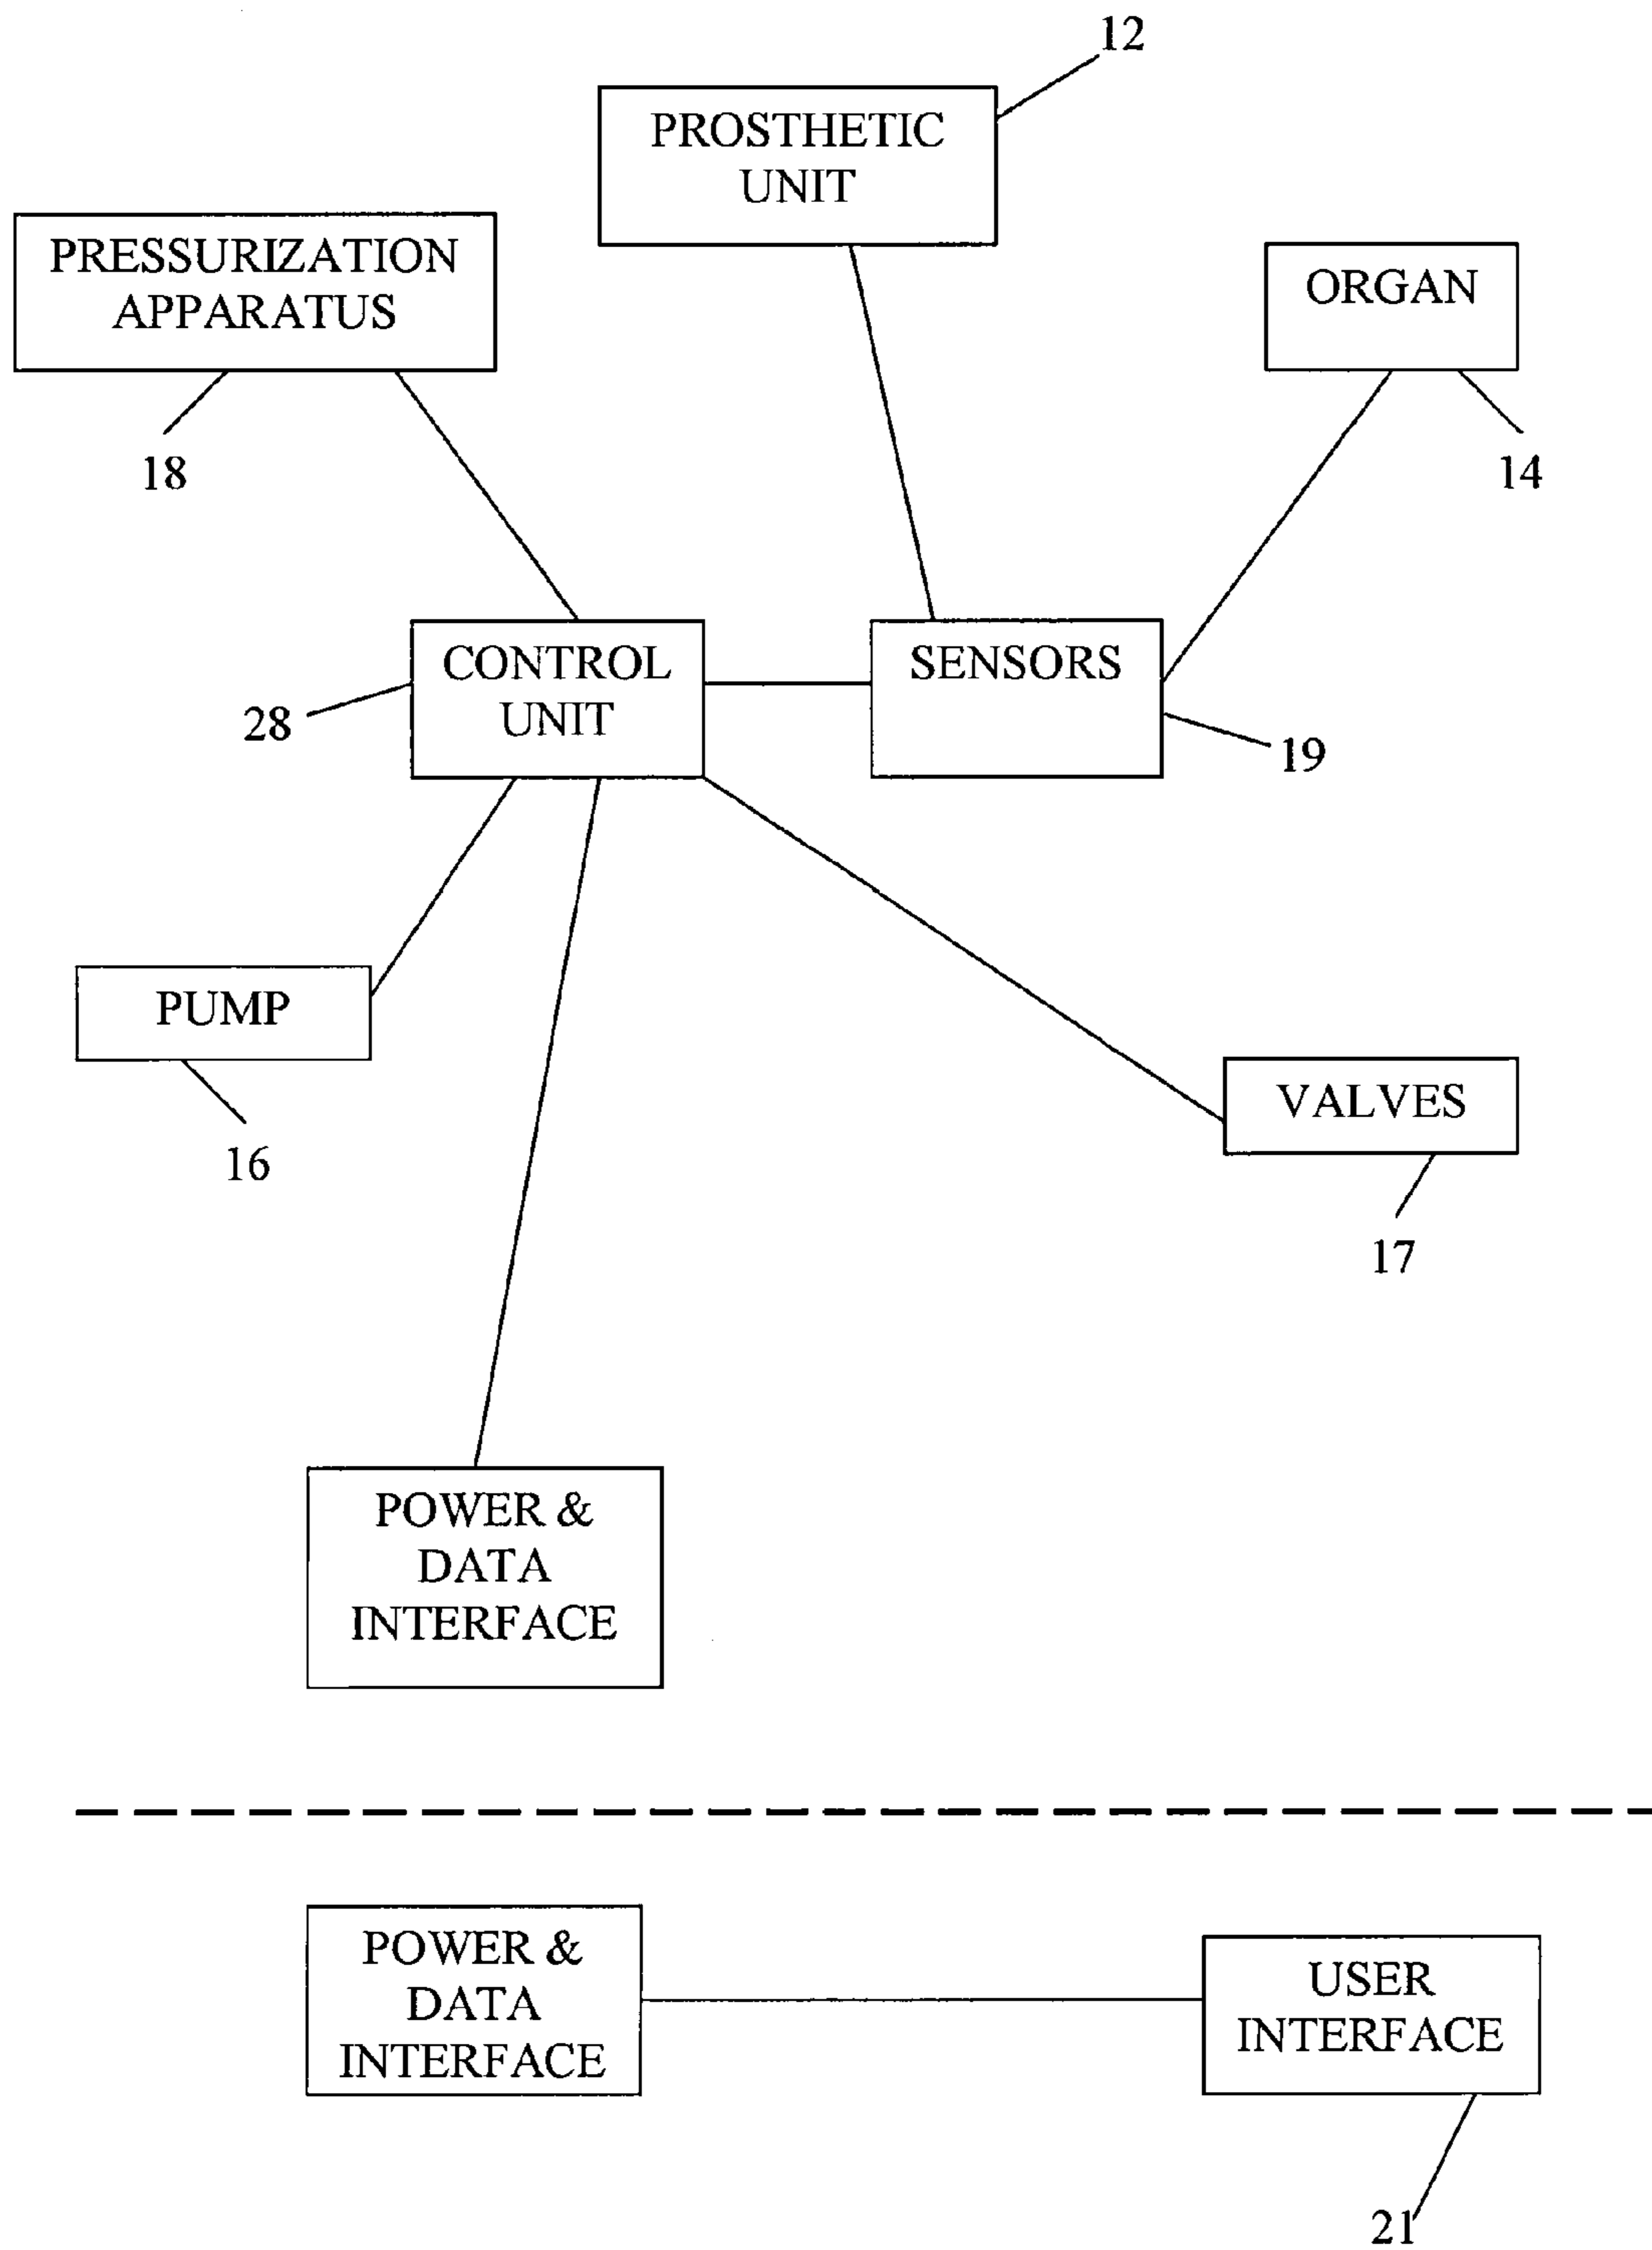 12
PROSTHETIC
UNIT
PRESSURIZATION
APPARATUS
ORGAN
18
14
CONTROL
UNIT
SENSORS
28
19
PUMP
VALVES
16
17
POWER &
DATA
INTERFACE
POWER &
DATA
INTERFACE
USER
INTERFACE
21